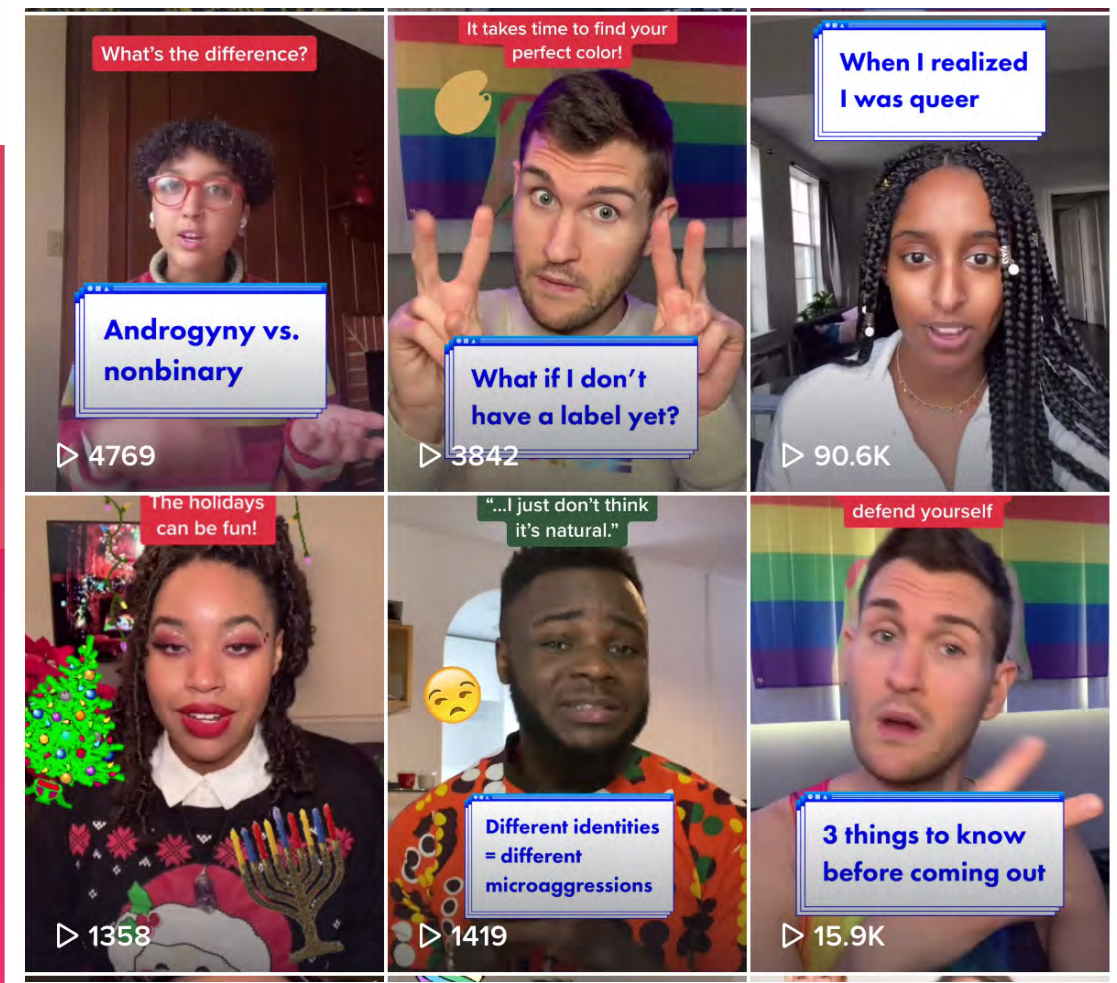 What's the difference?
Androgyny vs.
nonbinary
4769
It takes time to find your
perfect color!
What if I don't
have a label yet?
3842
When I realized
I was queer
90.6K
The holidays
can be fun!
1358
"...I just don't think
it's natural."
Different identities
= different
microaggressions
1419
defend yourself
3 things to know
before coming out
15.9K